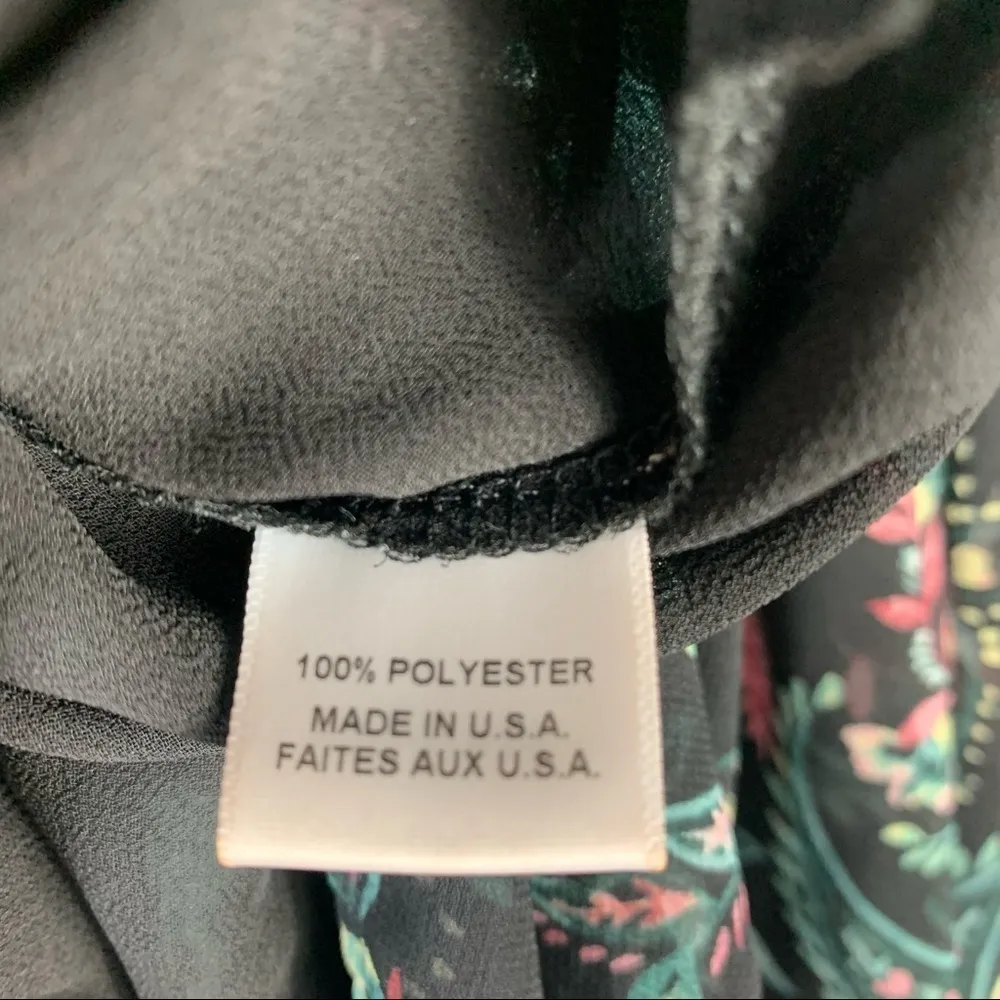 100% POLYESTER
MADE IN U.S.A.
FAITES AUX U.S.A.